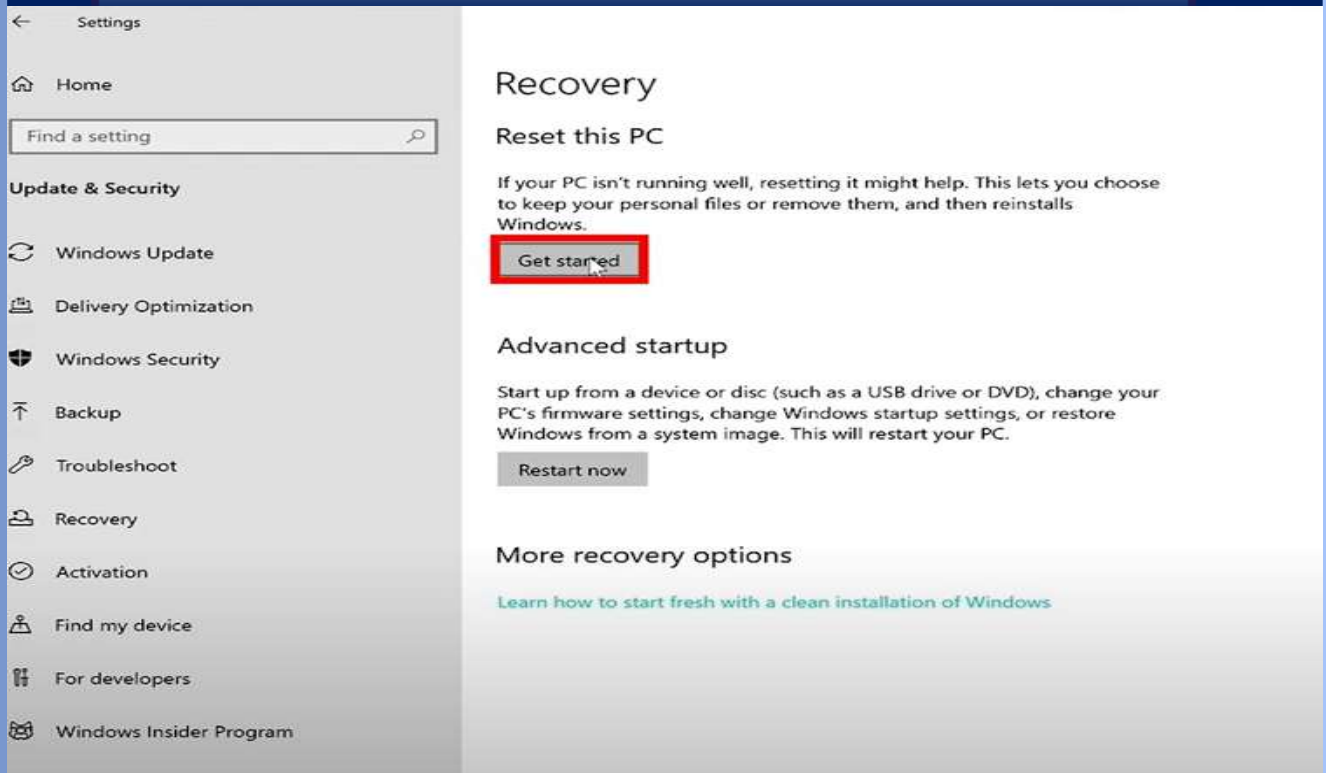 Settings
Home
Find a setting
Update & Security
Windows Update
Delivery Optimization
Windows Security
Backup
Troubleshoot
Recovery
Activation
Find my device
For developers
Windows Insider Program
Recovery
Reset this PC
If your PC isn't running well, resetting it might help. This lets you choose
to keep your personal files or remove them, and then reinstalls
Windows.
Get started
Advanced startup
Start up from a device or disc (such as a USB drive or DVD), change your
PC's firmware settings, change Windows startup settings, or restore
Windows from a system image. This will restart your PC.
Restart now
More recovery options
Learn how to start fresh with a clean installation of Windows